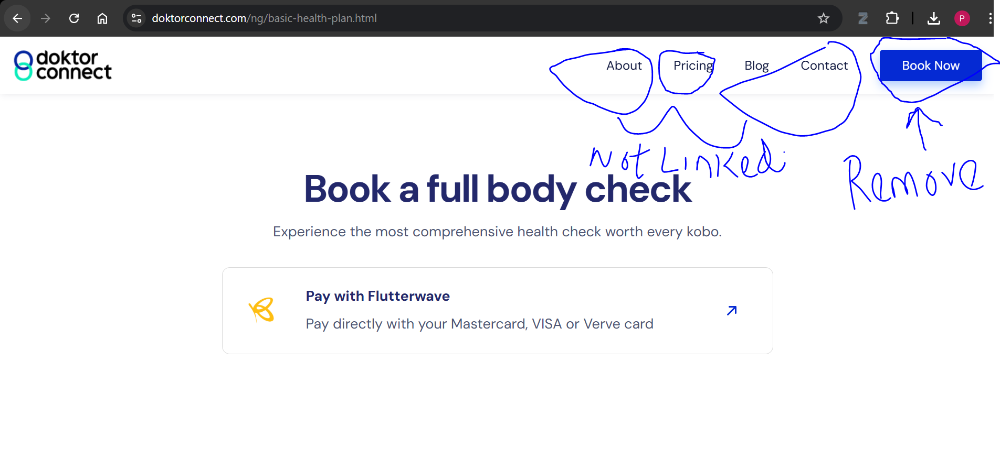 doktorconnect.com/ng/basic-health-plan.html
Z
P
doktor
connect
About Pricing Blog Contact Book Now
Not Linked
Remove
Book a full body check
Experience the most comprehensive health check worth every kobo.
Pay with Flutterwave
Pay directly with your Mastercard, VISA or Verve card